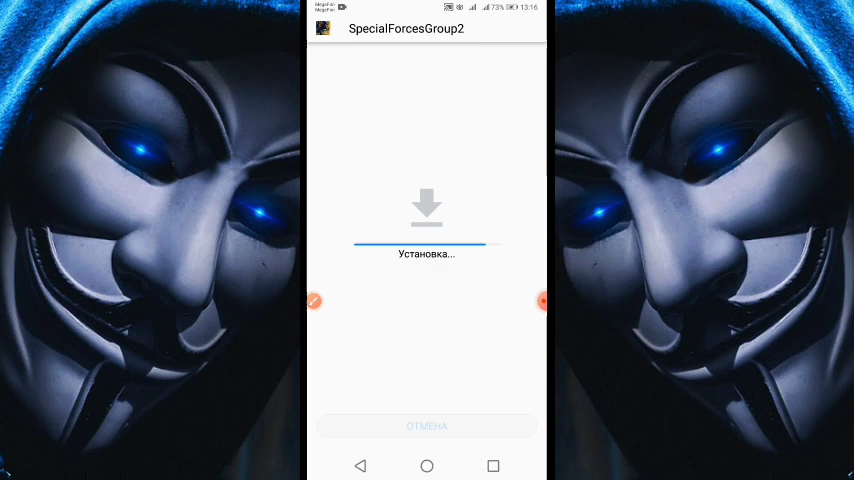 MegaFon
MegaFon
73% 13:16
SpecialForcesGroup2
Установка...
ОТМЕНА